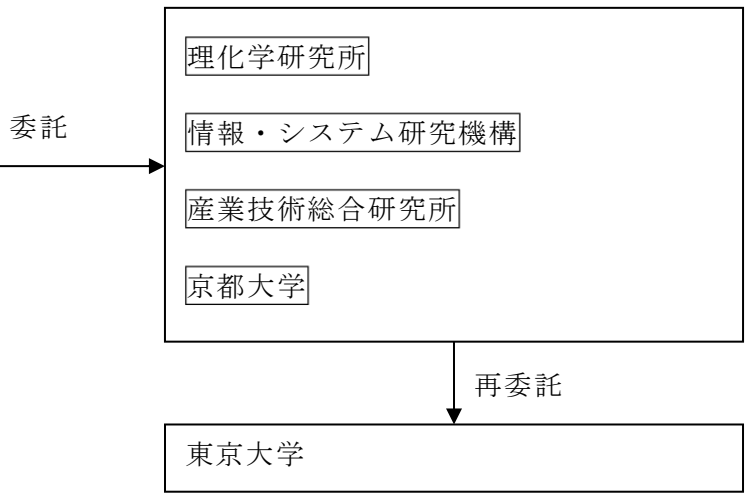 理化学研究所
委託
情報・システム研究機構
産業技術総合研究所
京都大学
再委託
東京大学